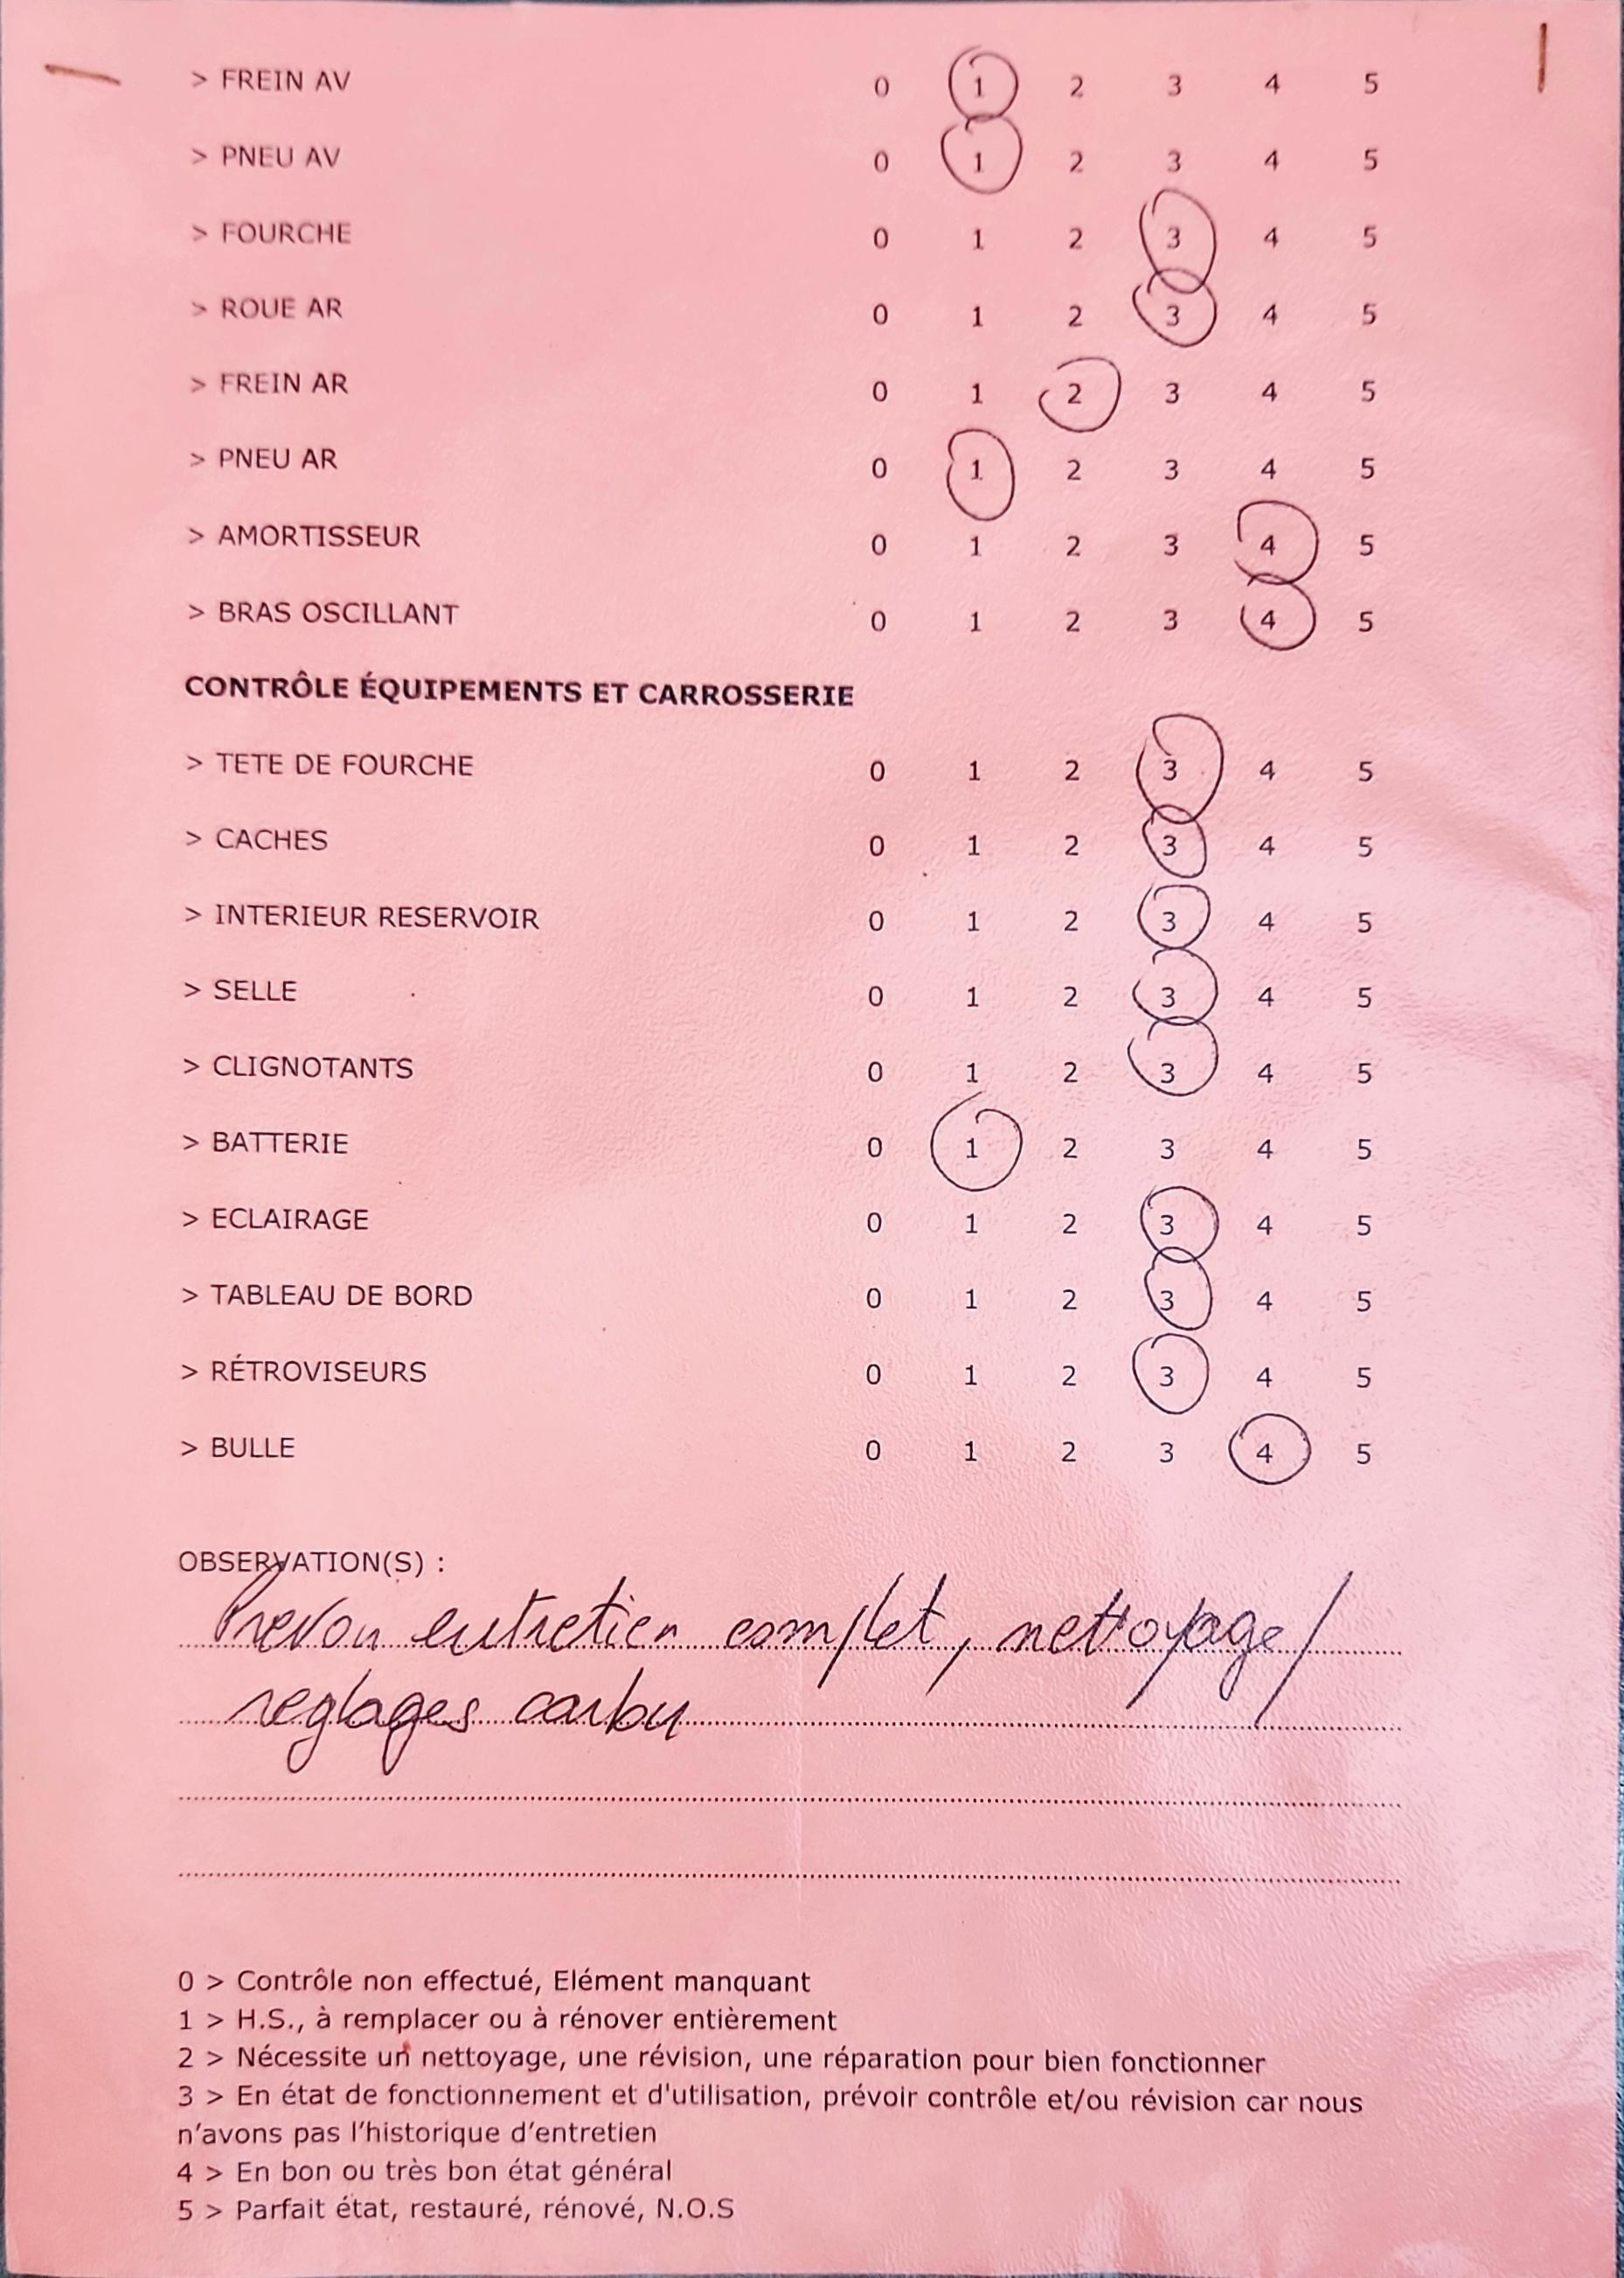 > FREIN AV 0 1 2 3 4 5
> PNEU AV 0 1 2 3 4 5
> FOURCHE 0 1 2 3 4 5
> ROUE AR 0 1 2 3 4 5
> FREIN AR 0 1 2 3 4 5
> PNEU AR 0 1 2 3 4 5
> AMORTISSEUR 0 1 2 3 4 5
> BRAS OSCILLANT 0 1 2 3 4 5
CONTRÔLE ÉQUIPEMENTS ET CARROSSERIE
> TETE DE FOURCHE 0 1 2 3 4 5
> CACHES 0 1 2 3 4 5
> INTERIEUR RESERVOIR 0 1 2 3 4 5
> SELLE 0 1 2 3 4 5
> CLIGNOTANTS 0 1 2 3 4 5
> BATTERIE 0 1 2 3 4 5
> ECLAIRAGE 0 1 2 3 4 5
> TABLEAU DE BORD 0 1 2 3 4 5
> RÉTROVISEURS 0 1 2 3 4 5
> BULLE 0 1 2 3 4 5
OBSERVATION(S) :
Prevoir entretien complet, nettoyage/
reglages carbu
0 > Contrôle non effectué, Elément manquant
1 > H.S., à remplacer ou à rénover entièrement
2 > Nécessite un nettoyage, une révision, une réparation pour bien fonctionner
3 > En état de fonctionnement et d'utilisation, prévoir contrôle et/ou révision car nous
n’avons pas l’historique d’entretien
4 > En bon ou très bon état général
5 > Parfait état, restauré, rénové, N.O.S